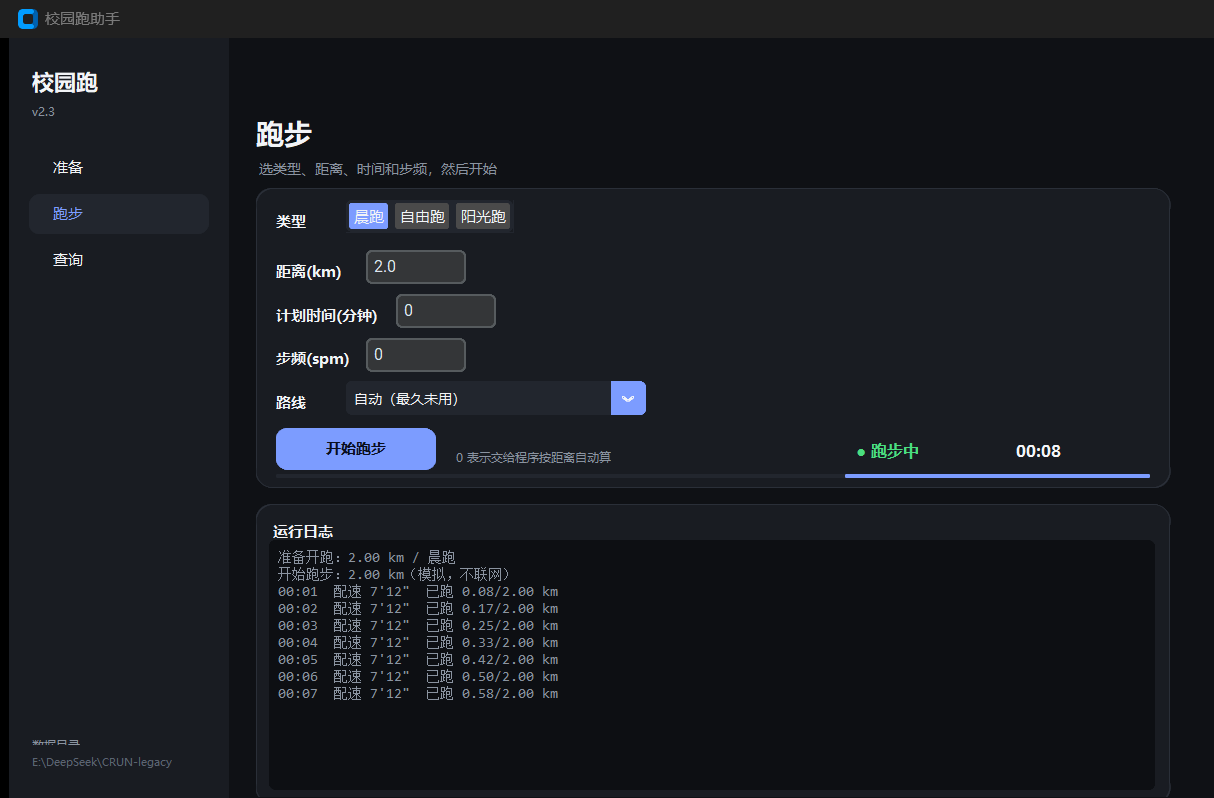 校园跑助手
校园跑
v2.3
准备
跑步
查询
数据目录
E:\DeepSeek\CRUN-legacy
跑步
选类型、距离、时间和步频，然后开始
类型 晨跑 自由跑 阳光跑
距离(km) 2.0
计划时间(分钟) 0
步频(spm) 0
路线 自动（最久未用）
开始跑步 0 表示交给程序按距离自动算 ● 跑步中 00:08
运行日志
准备开跑：2.00 km / 晨跑
开始跑步：2.00 km（模拟，不联网）
00:01 配速 7'12" 已跑 0.08/2.00 km
00:02 配速 7'12" 已跑 0.17/2.00 km
00:03 配速 7'12" 已跑 0.25/2.00 km
00:04 配速 7'12" 已跑 0.33/2.00 km
00:05 配速 7'12" 已跑 0.42/2.00 km
00:06 配速 7'12" 已跑 0.50/2.00 km
00:07 配速 7'12" 已跑 0.58/2.00 km